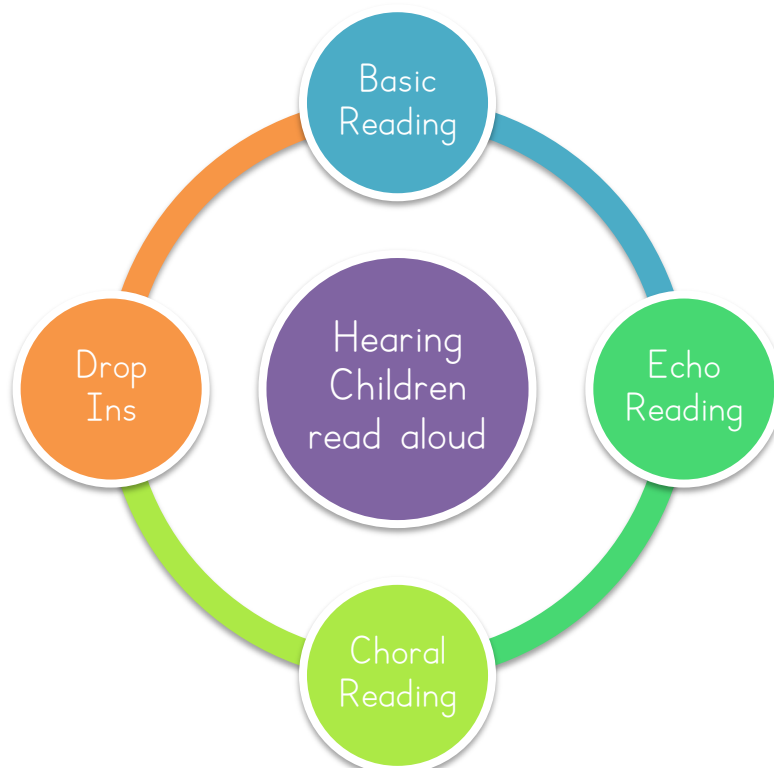 Basic
Reading
Drop
Ins
Hearing
Children
read aloud
Echo
Reading
Choral
Reading